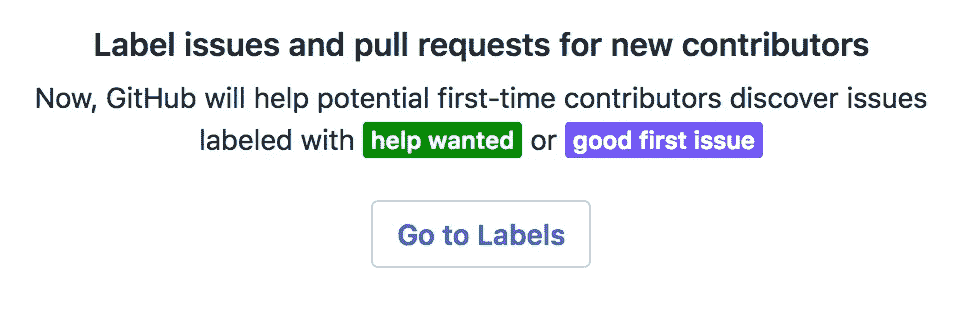 Label issues and pull requests for new contributors
Now, GitHub will help potential first-time contributors discover issues
labeled with help wanted or good first issue
Go to Labels